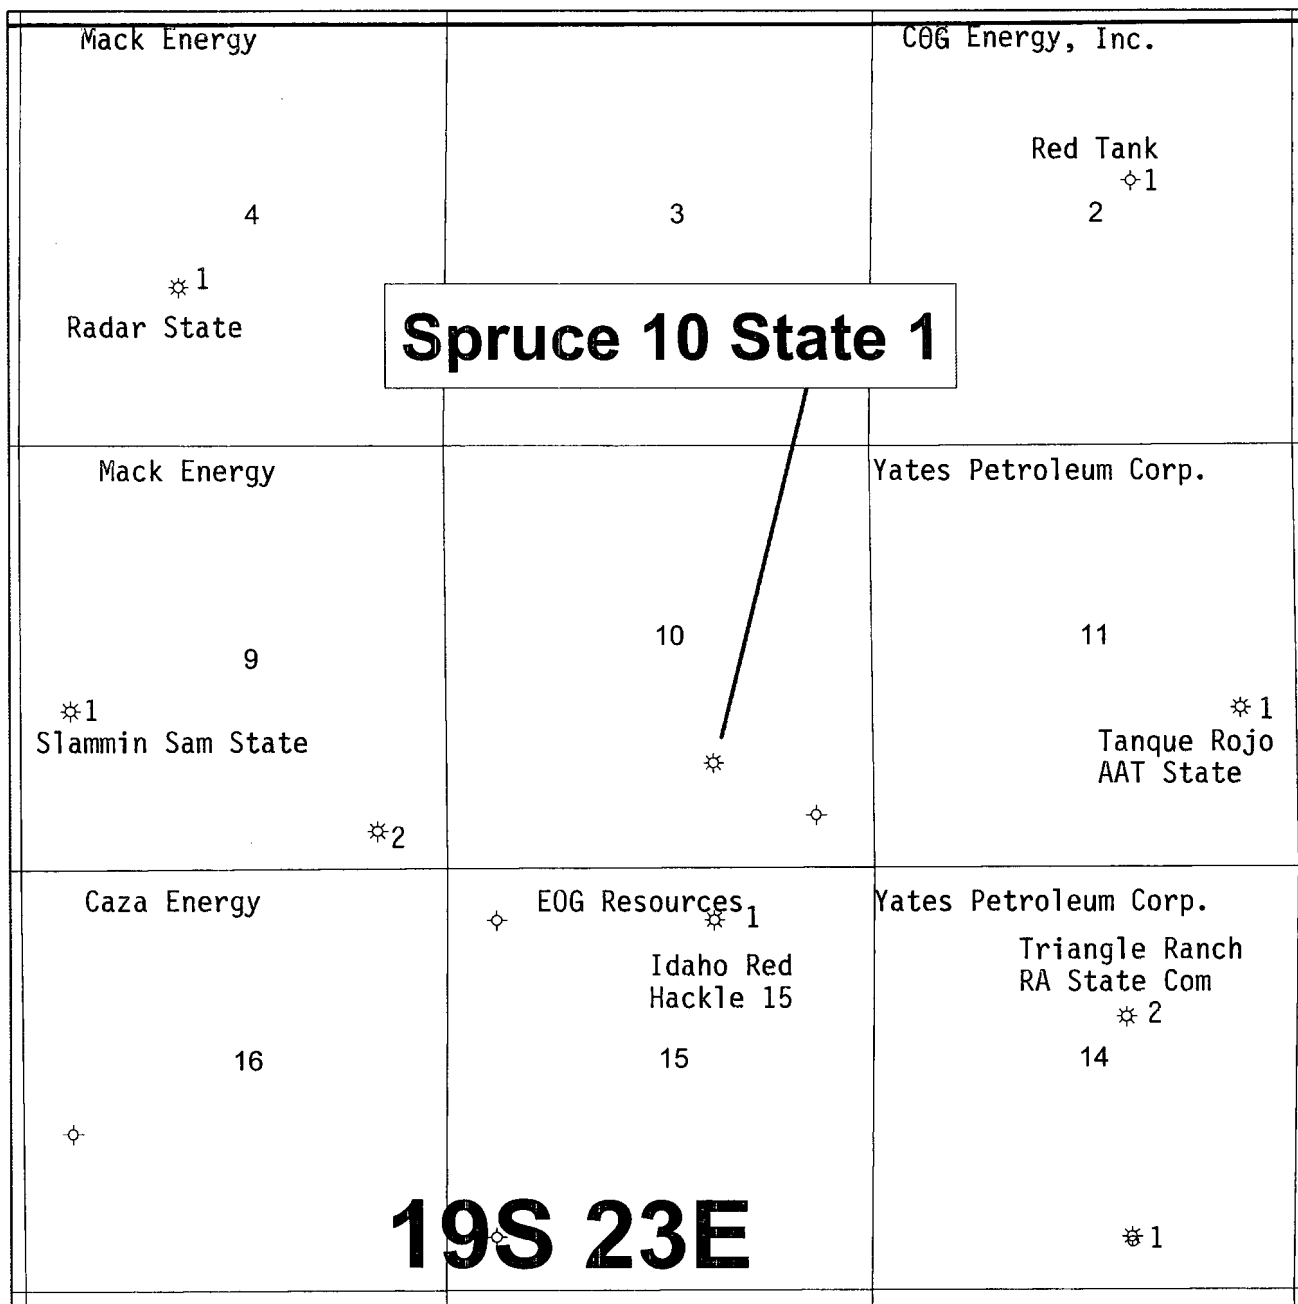 Mack Energy
COG Energy, Inc.
Red Tank
1
4
3
2
1
Radar State
Spruce 10 State 1
Mack Energy
Yates Petroleum Corp.
10
11
9
1
Slammin Sam State
1
Tanque Rojo
AAT State
2
Caza Energy
EOG Resources
1
Yates Petroleum Corp.
Idaho Red
Hackle 15
Triangle Ranch
RA State Com
2
16
15
14
19S 23E
1